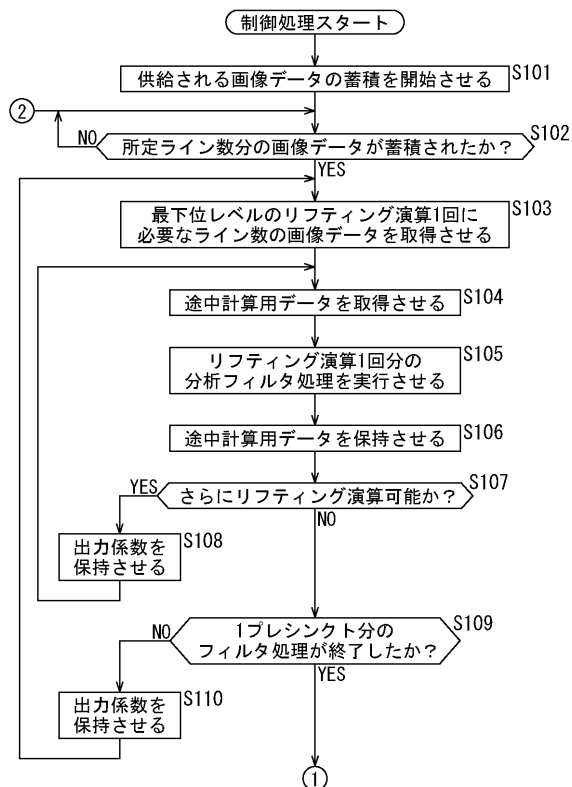 制御処理スタート
供給される画像データの蓄積を開始させる
S101
②
NO
所定ライン数分の画像データが蓄積されたか?
S102
YES
最下位レベルのリフティング演算1回に
必要なライン数の画像データを取得させる
S103
途中計算用データを取得させる
S104
リフティング演算1回分の
分析フィルタ処理を実行させる
S105
途中計算用データを保持させる
S106
YES
さらにリフティング演算可能か?
S107
NO
出力係数を
保持させる
S108
NO
1プレシンクト分の
フィルタ処理が終了したか?
S109
YES
出力係数を
保持させる
S110
①